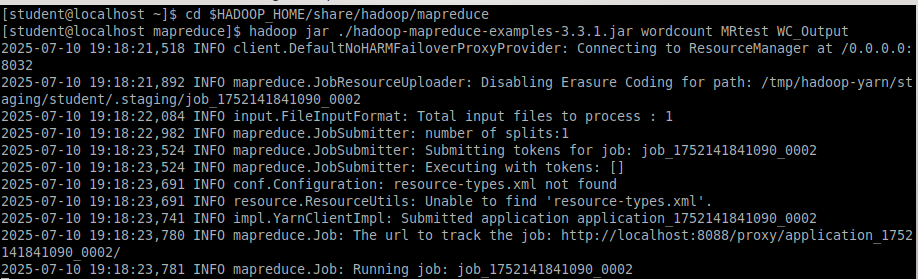 [student@localhost ~]$ cd $HADOOP_HOME/share/hadoop/mapreduce
[student@localhost mapreduce]$ hadoop jar ./hadoop-mapreduce-examples-3.3.1.jar wordcount MRtest WC_Output
2025-07-10 19:18:21,518 INFO client.DefaultNoHARMFailoverProxyProvider: Connecting to ResourceManager at /0.0.0.0:
8032
2025-07-10 19:18:21,892 INFO mapreduce.JobResourceUploader: Disabling Erasure Coding for path: /tmp/hadoop-yarn/st
aging/student/.staging/job_1752141841090_0002
2025-07-10 19:18:22,084 INFO input.FileInputFormat: Total input files to process : 1
2025-07-10 19:18:22,982 INFO mapreduce.JobSubmitter: number of splits:1
2025-07-10 19:18:23,524 INFO mapreduce.JobSubmitter: Submitting tokens for job: job_1752141841090_0002
2025-07-10 19:18:23,524 INFO mapreduce.JobSubmitter: Executing with tokens: []
2025-07-10 19:18:23,691 INFO conf.Configuration: resource-types.xml not found
2025-07-10 19:18:23,691 INFO resource.ResourceUtils: Unable to find 'resource-types.xml'.
2025-07-10 19:18:23,741 INFO impl.YarnClientImpl: Submitted application application_1752141841090_0002
2025-07-10 19:18:23,780 INFO mapreduce.Job: The url to track the job: http://localhost:8088/proxy/application_1752
141841090_0002/
2025-07-10 19:18:23,781 INFO mapreduce.Job: Running job: job_1752141841090_0002